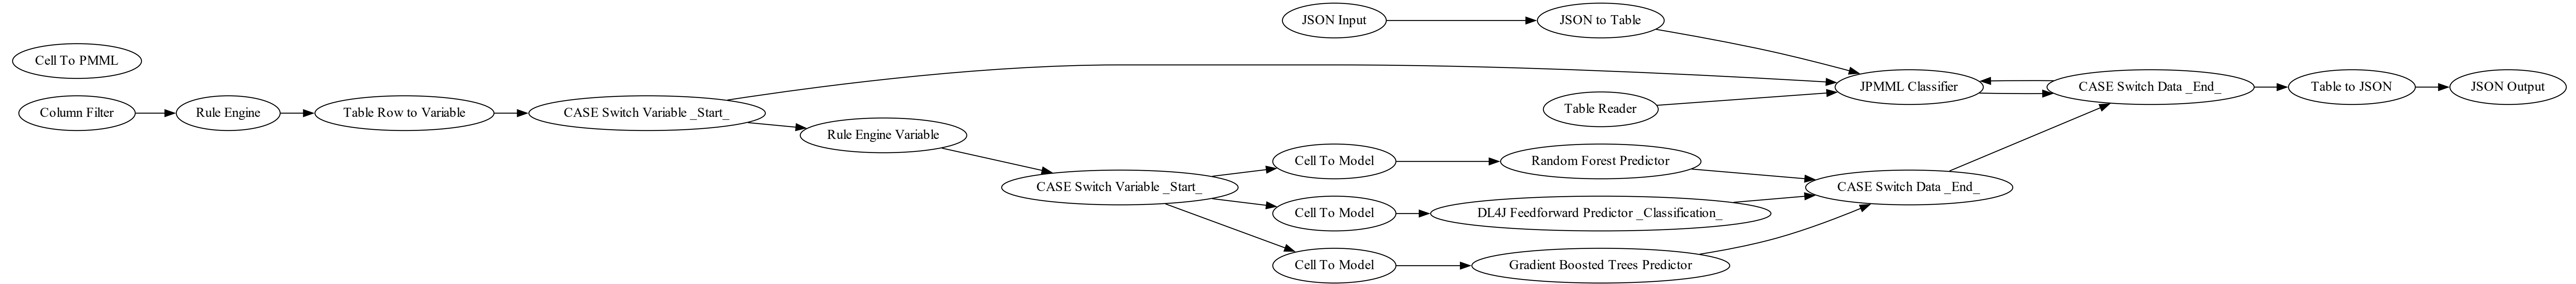 JSON Input
JSON to Table
Cell To PMML
JPMML Classifier
CASE Switch Data _End_
Table to JSON
JSON Output
Column Filter
Rule Engine
Table Row to Variable
CASE Switch Variable _Start_
Table Reader
Rule Engine Variable
Cell To Model
Random Forest Predictor
CASE Switch Variable _Start_
CASE Switch Data _End_
Cell To Model
DL4J Feedforward Predictor _Classification_
Cell To Model
Gradient Boosted Trees Predictor